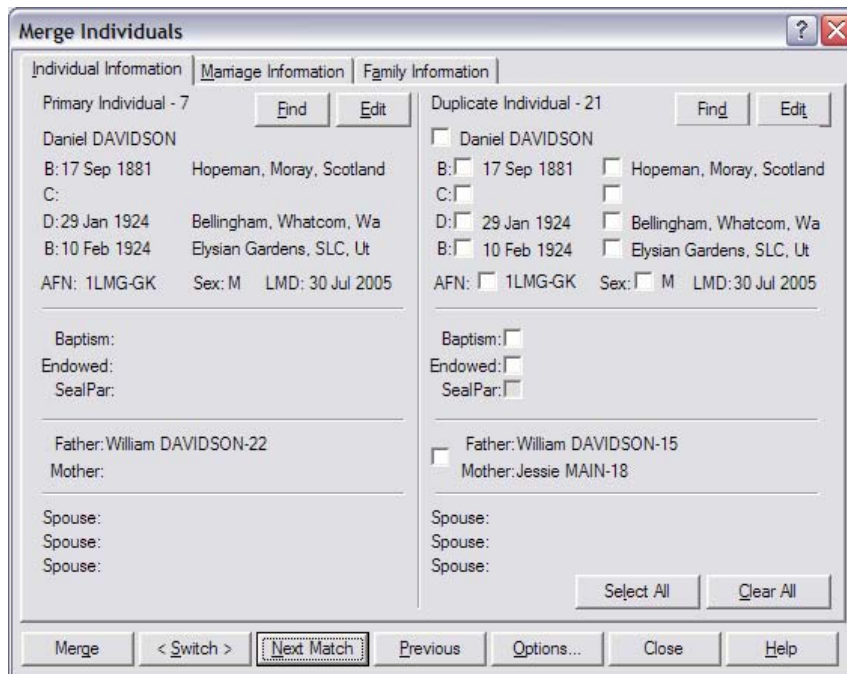 Merge Individuals
Individual Information Marriage Information Family Information
Primary Individual - 7 Find Edit
Daniel DAVIDSON
B: 17 Sep 1881 Hopeman, Moray, Scotland
C:
D: 29 Jan 1924 Bellingham, Whatcom, Wa
B: 10 Feb 1924 Elysian Gardens, SLC, Ut
AFN: 1LMG-GK Sex: M LMD: 30 Jul 2005
Baptism:
Endowed:
SealPar:
Father: William DAVIDSON-22
Mother:
Spouse:
Spouse:
Spouse:
Duplicate Individual - 21 Find Edit
Daniel DAVIDSON
B: 17 Sep 1881 Hopeman, Moray, Scotland
C:
D: 29 Jan 1924 Bellingham, Whatcom, Wa
B: 10 Feb 1924 Elysian Gardens, SLC, Ut
AFN: 1LMG-GK Sex: M LMD: 30 Jul 2005
Baptism:
Endowed:
SealPar:
Father: William DAVIDSON-15
Mother: Jessie MAIN-18
Spouse:
Spouse:
Spouse:
Select All Clear All
Merge < Switch > Next Match Previous Options... Close Help